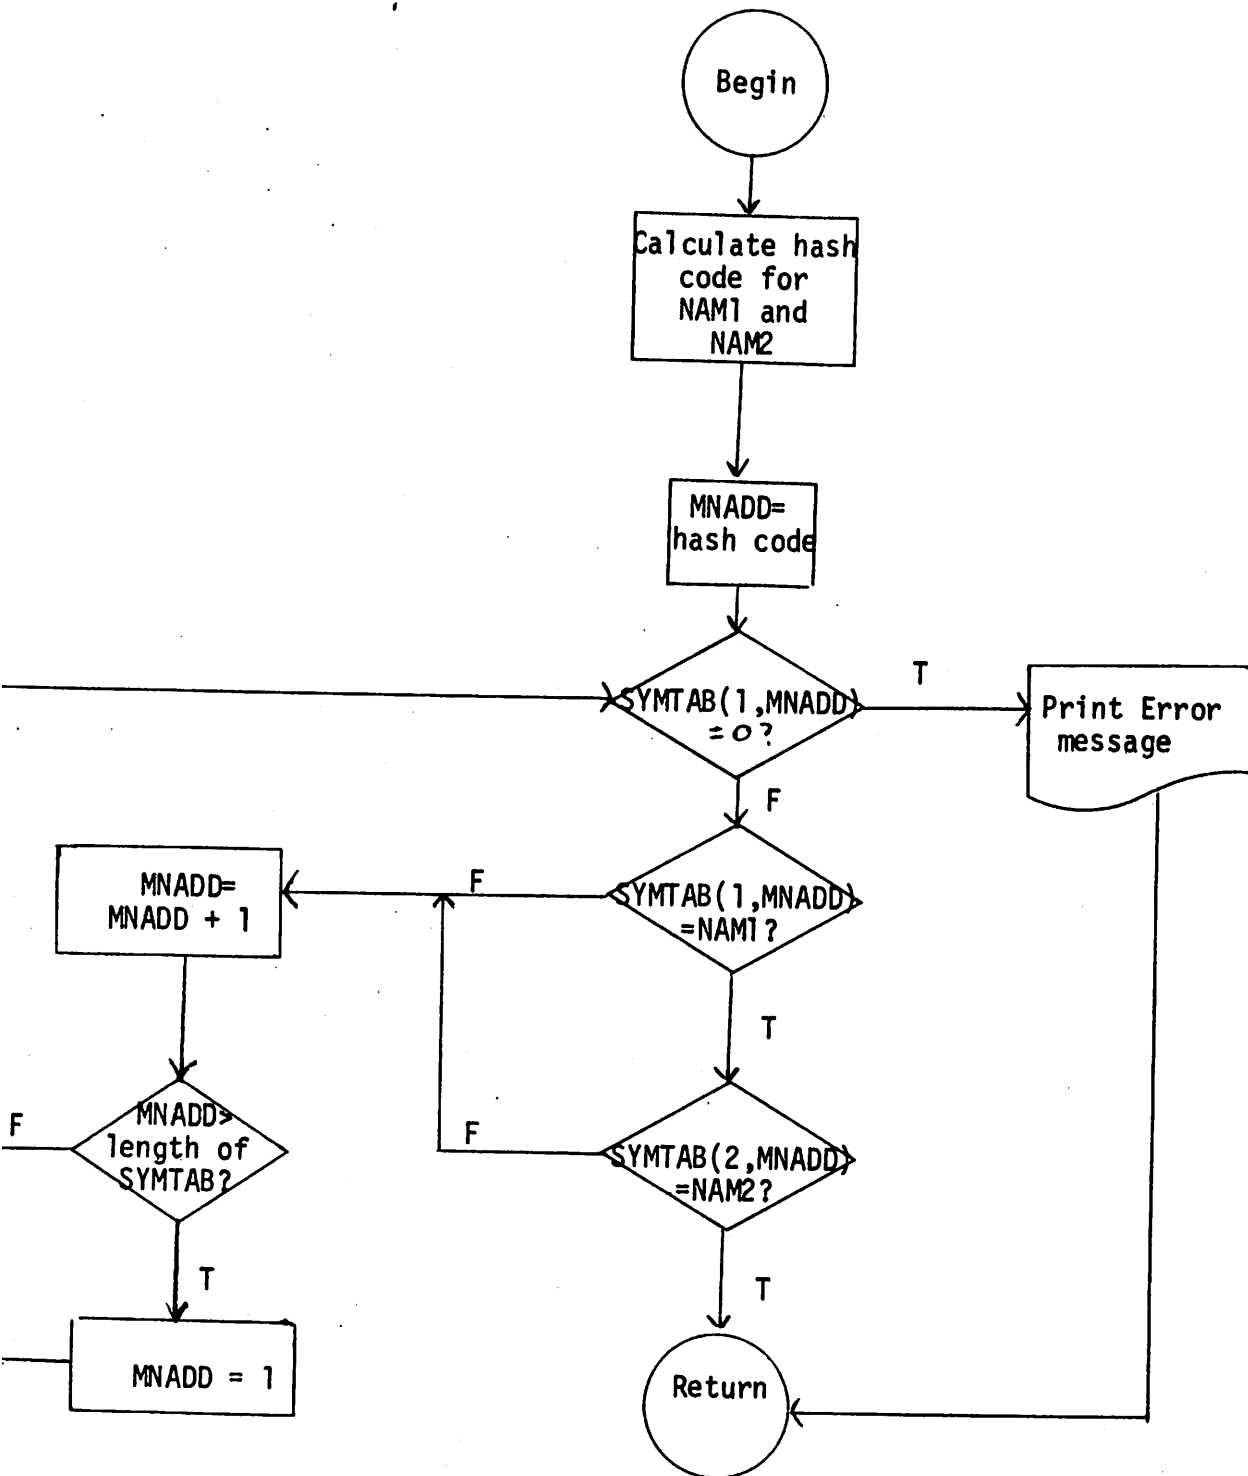 Begin
Calculate hash
code for
NAM1 and
NAM2
MNADD=
hash code
SYMTAB(1,MNADD)
=0?
T
Print Error
message
F
SYMTAB(1,MNADD)
=NAM1?
F
MNADD=
MNADD + 1
T
MNADD>
length of
SYMTAB?
F
T
MNADD = 1
SYMTAB(2,MNADD)
=NAM2?
F
T
Return